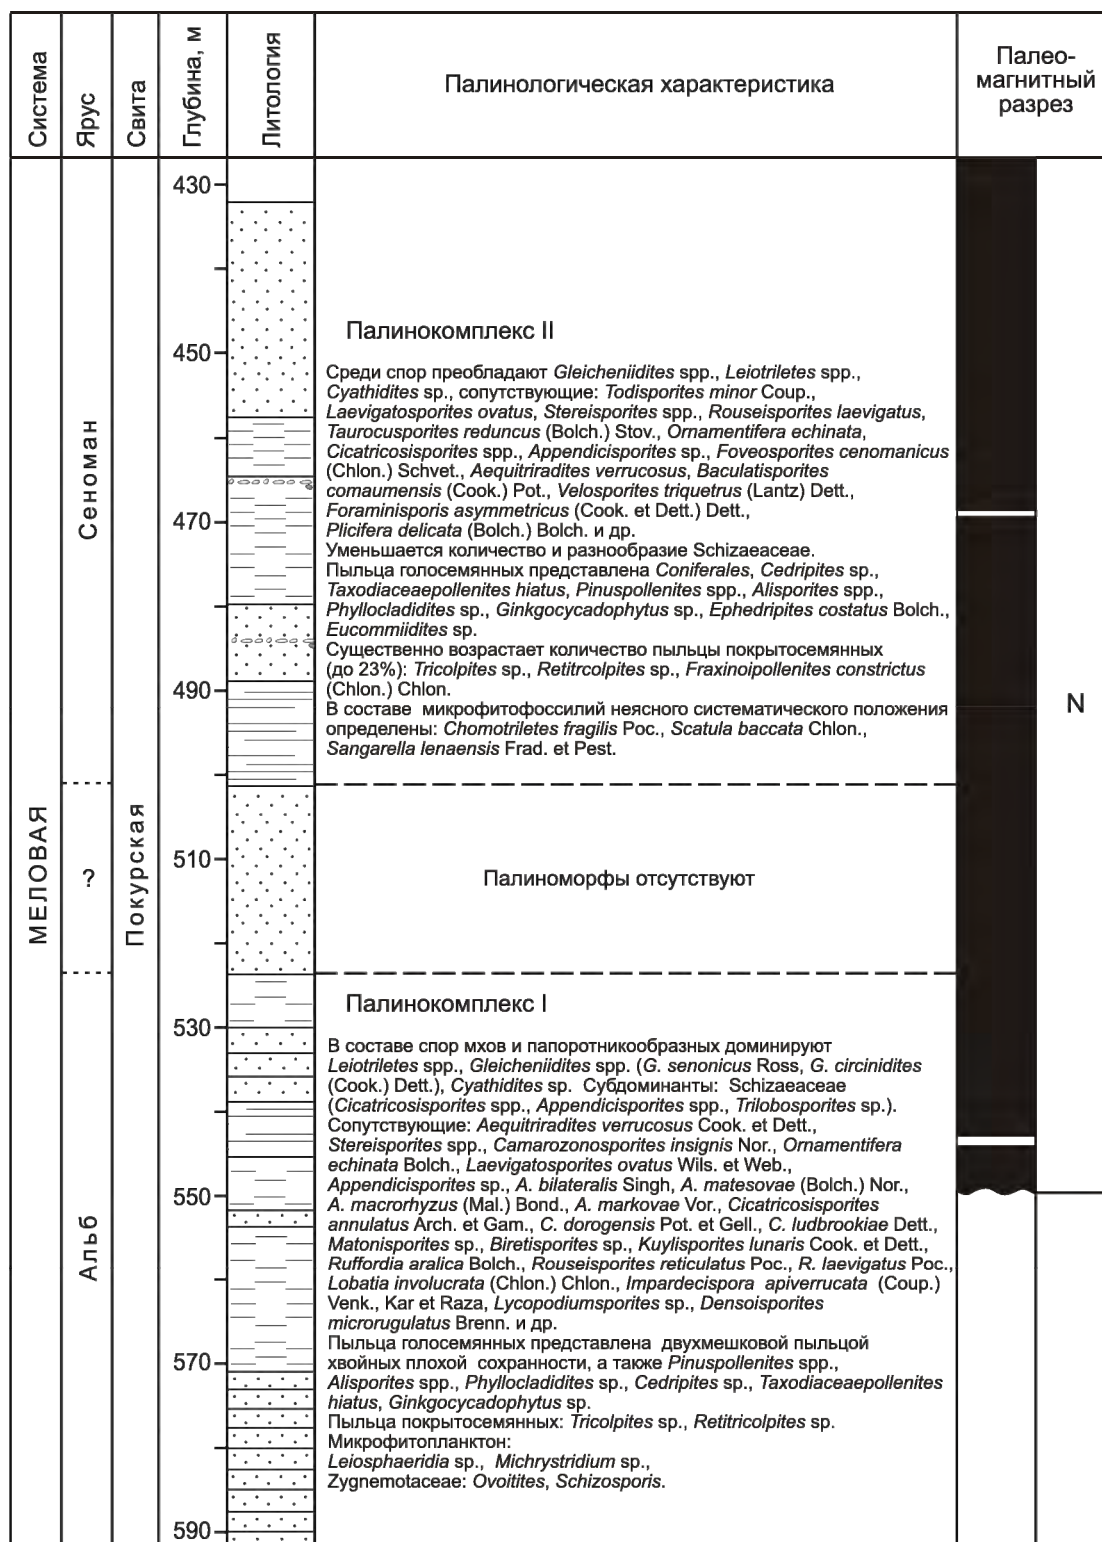 Система
Ярус
Свита
Глубина, м
Литология
Палинологическая характеристика
Палео-
магнитный
разрез
МЕЛОВАЯ
Сеноман
?
Альб
Покурская
430
450
470
490
510
530
550
570
590
Палинокомплекс II
Среди спор преобладают Gleicheniidites spp., Leiotriletes spp.,
Cyathidites sp., сопутствующие: Todisporites minor Coup.,
Laevigatosporites ovatus, Stereisporites spp., Rouseisporites laevigatus,
Taurocusporites reduncus (Bolch.) Stov., Ornamentifera echinata,
Cicatricosisporites spp., Appendicisporites sp., Foveosporites cenomanicus
(Chlon.) Schvet., Aequitriradites verrucosus, Baculatisporites
comaumensis (Cook.) Pot., Velosporites triquetrus (Lantz) Dett.,
Foraminisporis asymmetricus (Cook. et Dett.) Dett.,
Plicifera delicata (Bolch.) Bolch. и др.
Уменьшается количество и разнообразие Schizaeaceae.
Пыльца голосемянных представлена Coniferales, Cedripites sp.,
Taxodiaceaepollenites hiatus, Pinuspollenites spp., Alisporites spp.,
Phyllocladidites sp., Ginkgocycadophytus sp., Ephedripites costatus Bolch.,
Eucommiidites sp.
Существенно возрастает количество пыльцы покрытосемянных
(до 23%): Tricolpites sp., Retitrcolpites sp., Fraxinoipollenites constrictus
(Chlon.) Chlon.
В составе микрофитофоссилий неясного систематического положения
определены: Chomotriletes fragilis Poc., Scatula baccata Chlon.,
Sangarella lenaensis Frad. et Pest.
Палиноморфы отсутствуют
Палинокомплекс I
В составе спор мхов и папоротникообразных доминируют
Leiotriletes spp., Gleicheniidites spp. (G. senonicus Ross, G. circinidites
(Cook.) Dett.), Cyathidites sp. Субдоминанты: Schizaeaceae
(Cicatricosisporites spp., Appendicisporites spp., Trilobosporites sp.).
Сопутствующие: Aequitriradites verrucosus Cook. et Dett.,
Stereisporites spp., Camarozonosporites insignis Nor., Ornamentifera
echinata Bolch., Laevigatosporites ovatus Wils. et Web.,
Appendicisporites sp., A. bilateralis Singh, A. matesovae (Bolch.) Nor.,
A. macrorhyzus (Mal.) Bond., A. markovae Vor., Cicatricosisporites
annulatus Arch. et Gam., C. dorogensis Pot. et Gell., C. ludbrookiae Dett.,
Matonisporites sp., Biretisporites sp., Kuylisporites lunaris Cook. et Dett.,
Ruffordia aralica Bolch., Rouseisporites reticulatus Poc., R. laevigatus Poc.,
Lobatia involucrata (Chlon.) Chlon., Impardecispora apiverrucata (Coup.)
Venk., Kar et Raza, Lycopodiumsporites sp., Densoisporites
microrugulatus Brenn. и др.
Пыльца голосемянных представлена двухмешковой пыльцой
хвойных плохой сохранности, а также Pinuspollenites spp.,
Alisporites spp., Phyllocladidites sp., Cedripites sp., Taxodiaceaepollenites
hiatus, Ginkgocycadophytus sp.
Пыльца покрытосемянных: Tricolpites sp., Retitricolpites sp.
Микрофитопланктон:
Leiosphaeridia sp., Michrystridium sp.,
Zygnemotaceae: Ovoitites, Schizosporis.
N